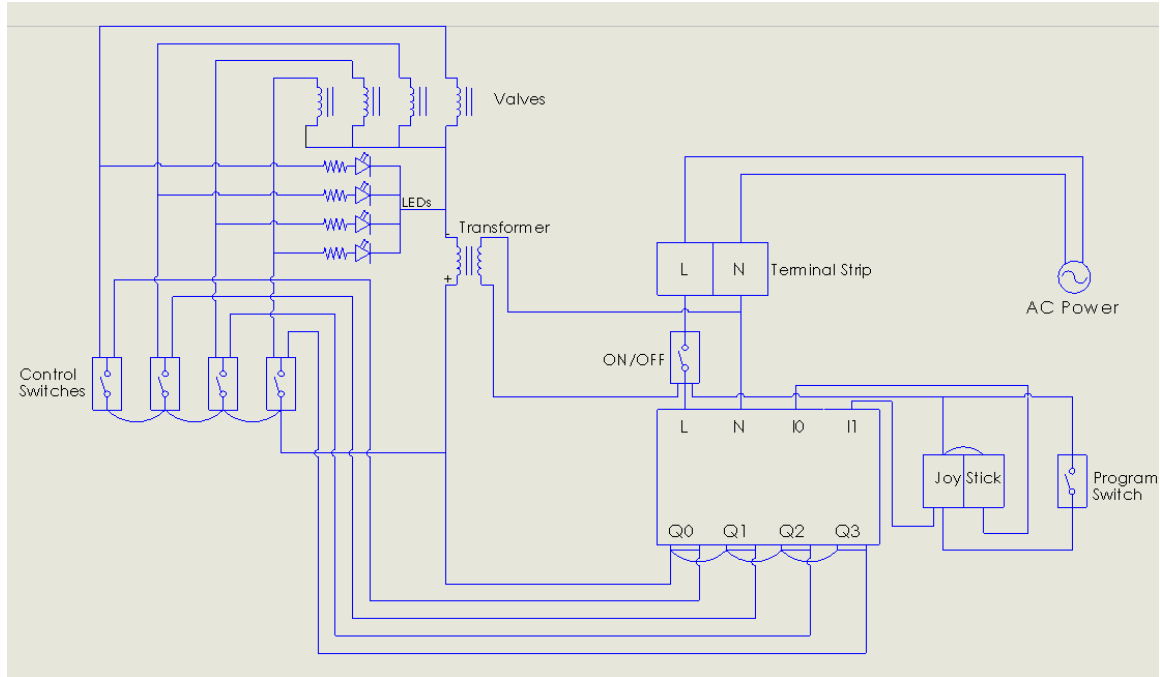 Valves
LEDs
Transformer
-
+
L N
Terminal Strip
AC Power
ON/OFF
Control
Switches
L N I0 I1
Joy Stick
Program
Switch
Q0 Q1 Q2 Q3